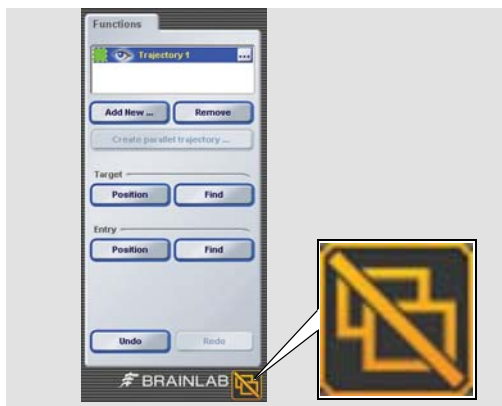 Functions
Trajectory 1 ...
Add New ... Remove
Create parallel trajectory ...
Target
Position Find
Entry
Position Find
Undo Redo
BRAINLAB